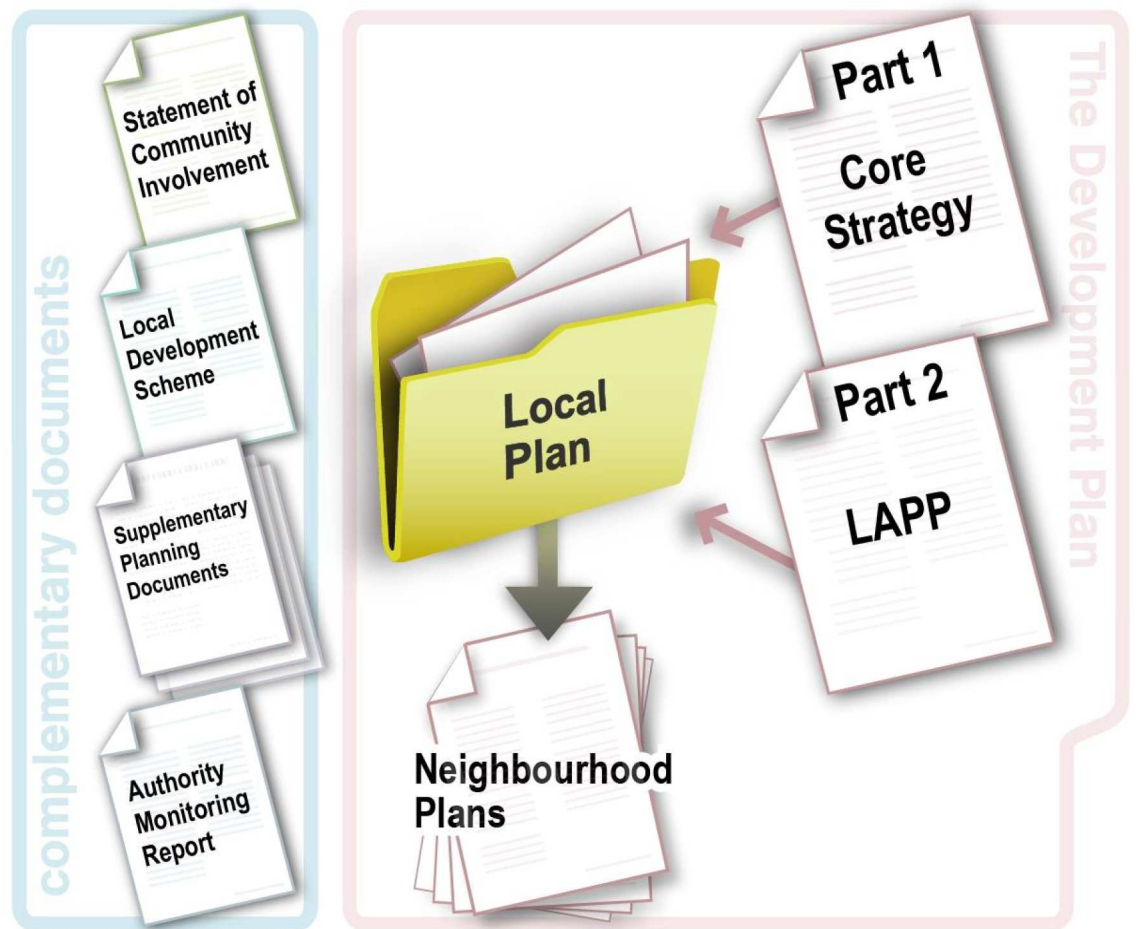 complementary documents
Statement of
Community
Involvement
Local
Development
Scheme
Supplementary
Planning
Documents
Authority
Monitoring
Report
The Development Plan
Part 1
Core
Strategy
Part 2
LAPP
Local
Plan
Neighbourhood
Plans